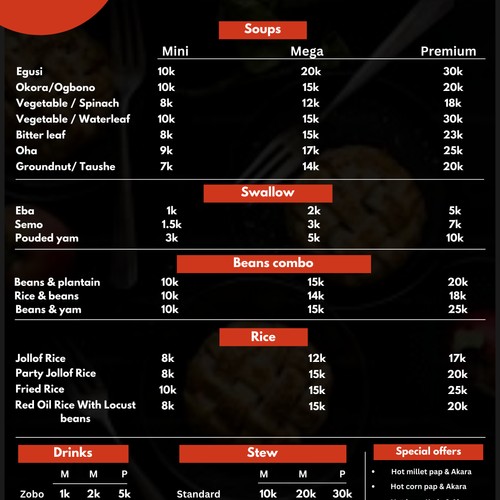 Soups
Mini Mega Premium
Egusi 10k 20k 30k
Okora/Ogbono 10k 15k 20k
Vegetable / Spinach 8k 12k 18k
Vegetable / Waterleaf 10k 15k 30k
Bitter leaf 8k 15k 23k
Oha 9k 17k 25k
Groundnut/ Taushe 7k 14k 20k
Swallow
Eba 1k 2k 5k
Semo 1.5k 3k 7k
Pouded yam 3k 5k 10k
Beans combo
Beans & plantain 10k 15k 20k
Rice & beans 10k 14k 18k
Beans & yam 10k 15k 25k
Rice
Jollof Rice 8k 12k 17k
Party Jollof Rice 8k 15k 20k
Fried Rice 10k 15k 25k
Red Oil Rice With Locust 8k 15k 20k
beans
Drinks Stew Special offers
M M P M M P
Hot millet pap & Akara
Hot corn pap & Akara
Zobo 1k 2k 5k Standard 10k 20k 30k